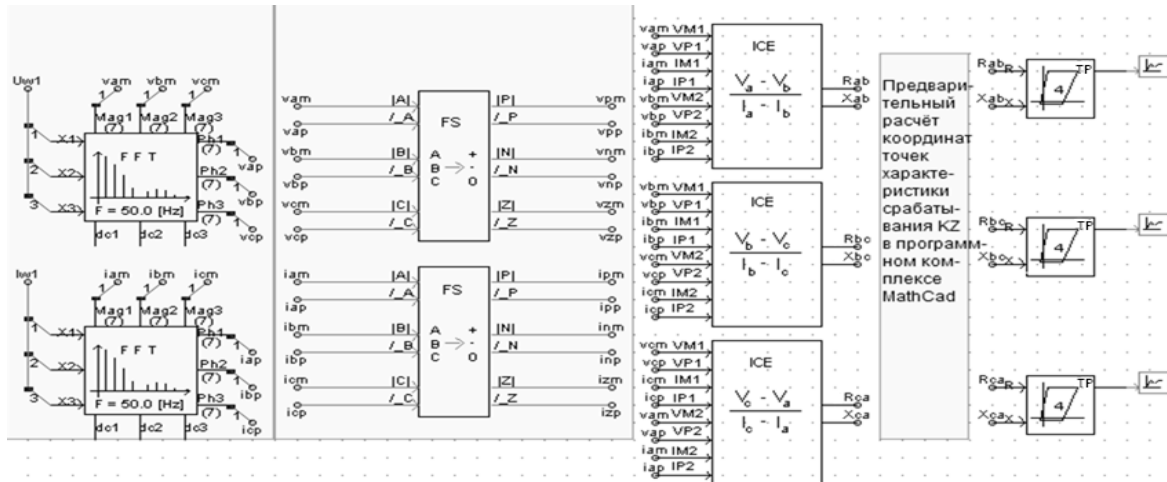 Uw1
vam vbm vcm
Mag1 Mag2 Mag3
(7) (7) (7)
X1
X2
X3
1
2
3
F F T
F = 50.0 [Hz]
Ph1
(7)
Ph2
(7)
Ph3
(7)
vap
vbp
vcp
dc1 dc2 dc3
Iw1
iam ibm icm
Mag1 Mag2 Mag3
(7) (7) (7)
X1
X2
X3
1
2
3
F F T
F = 50.0 [Hz]
Ph1
(7)
Ph2
(7)
Ph3
(7)
iap
ibp
icp
dc1 dc2 dc3
vam |A| |P| vpm
vap /_A /_P vpp
vbm |B| |N| vnm
vbp /_B /_N vnp
vcm |C| |Z| vzm
vcp /_C /_Z vzp
FS
A +
B -
C 0
iam |A| |P| ipm
iap /_A /_P ipp
ibm |B| |N| inm
ibp /_B /_N inp
icm |C| |Z| izm
icp /_C /_Z izp
FS
A +
B -
C 0
vam VM1
vap VP1
iam IM1
iap IP1
vbm VM2
vbp VP2
ibm IM2
ibp IP2
ICE
Va - Vb
Ia - Ib
Rab
Xab
vbm VM1
vbp VP1
ibm IM1
ibp IP1
vcm VM2
vcp VP2
icm IM2
icp IP2
ICE
Vb - Vc
Ib - Ic
Rbc
Xbc
vcm VM1
vcp VP1
icm IM1
icp IP1
vam VM2
vap VP2
iam IM2
iap IP2
ICE
Vc - Va
Ic - Ia
Rca
Xca
Предвари-
тельный
расчёт
координат
точек
характе-
ристики
срабаты-
вания KZ
в програм-
ном ком-
плексе
MathCad
Rab R
Xab X
TP
4
Rbc R
Xbc X
TP
4
Rca R
Xca X
TP
4